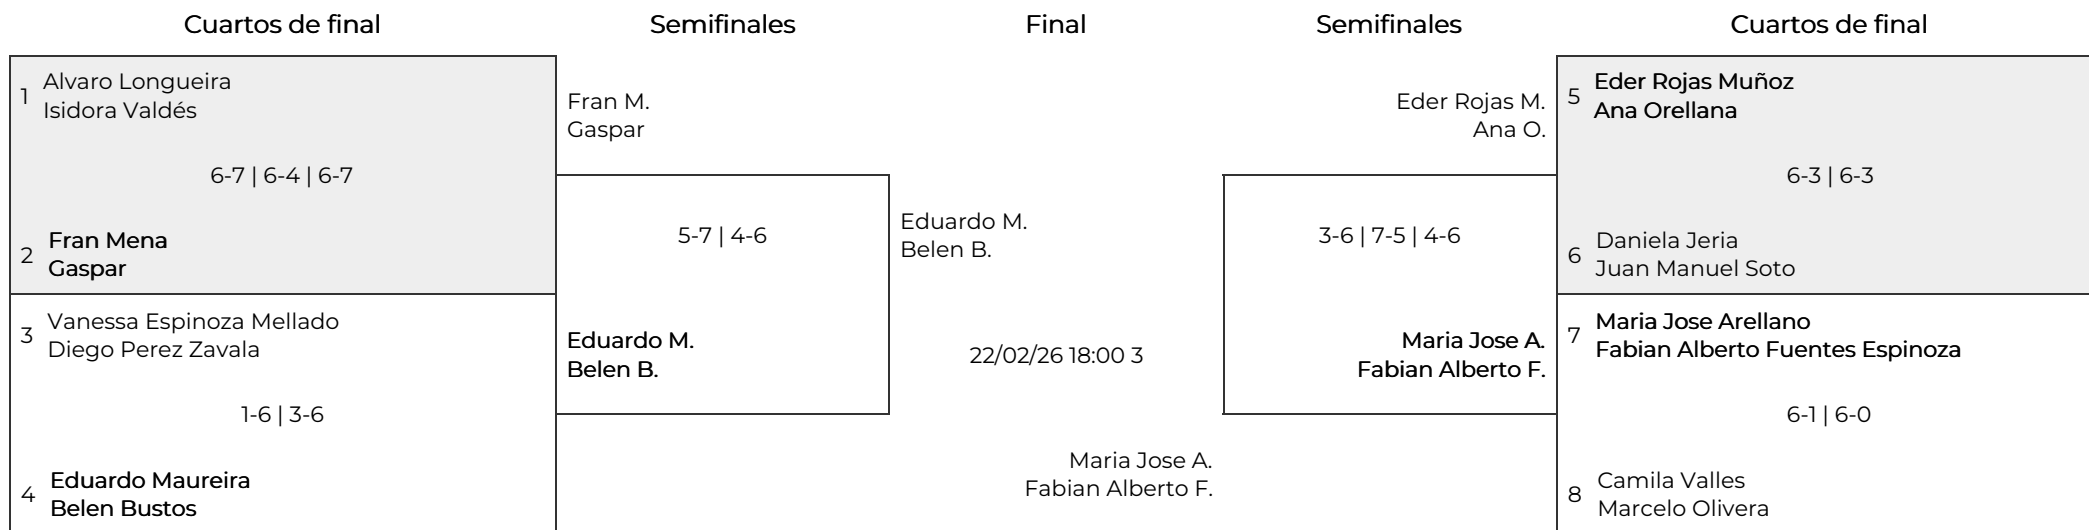 Cuartos de final
Semifinales
Final
Semifinales
Cuartos de final
1
Alvaro Longueira
Isidora Valdés
6-7 | 6-4 | 6-7
2
Fran Mena
Gaspar
3
Vanessa Espinoza Mellado
Diego Perez Zavala
1-6 | 3-6
4
Eduardo Maureira
Belen Bustos
Fran M.
Gaspar
5-7 | 4-6
Eduardo M.
Belen B.
Eduardo M.
Belen B.
22/02/26 18:00 3
Maria Jose A.
Fabian Alberto F.
Eder Rojas M.
Ana O.
3-6 | 7-5 | 4-6
Maria Jose A.
Fabian Alberto F.
5
Eder Rojas Muñoz
Ana Orellana
6-3 | 6-3
6
Daniela Jeria
Juan Manuel Soto
7
Maria Jose Arellano
Fabian Alberto Fuentes Espinoza
6-1 | 6-0
8
Camila Valles
Marcelo Olivera